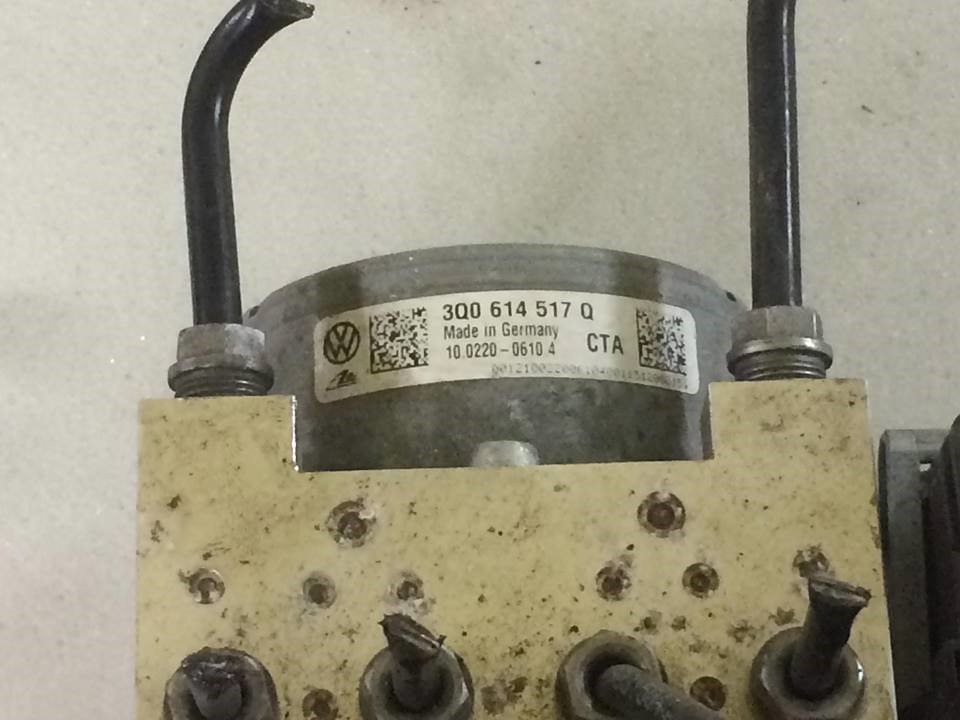 3Q0 614 517 Q
Made in Germany
10.0220-0610.4 CTA